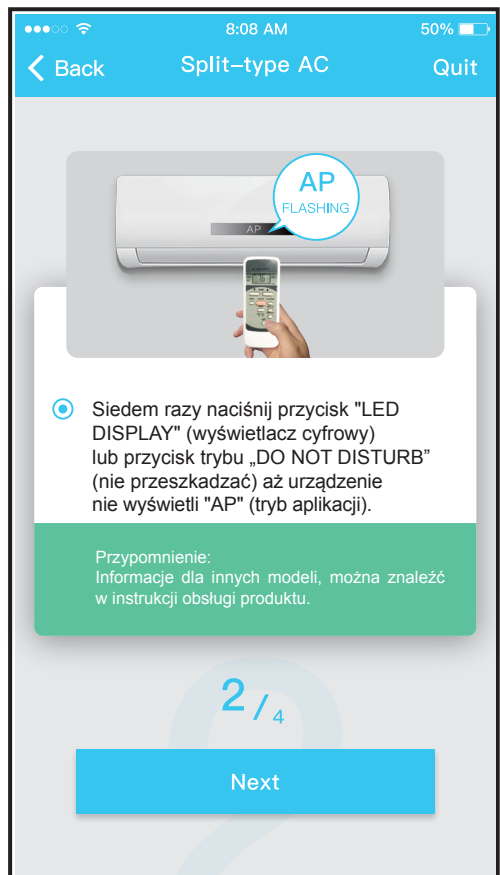 8:08 AM 50%
Back Split-type AC Quit
AP
FLASHING
AP
Siedem razy naciśnij przycisk "LED
DISPLAY" (wyświetlacz cyfrowy)
lub przycisk trybu „DO NOT DISTURB”
(nie przeszkadzać) aż urządzenie
nie wyświetli "AP" (tryb aplikacji).
Przypomnienie:
Informacje dla innych modeli, można znaleźć
w instrukcji obsługi produktu.
2/4
Next